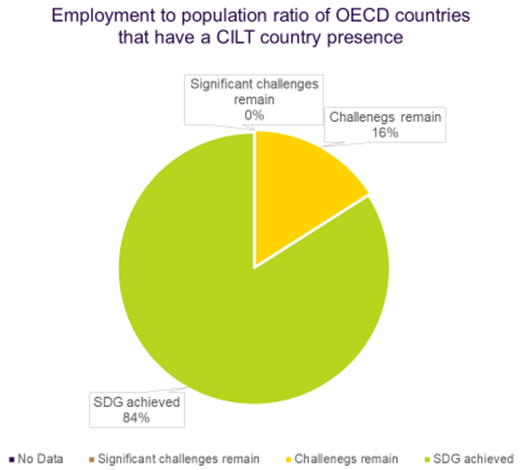 Employment to population ratio of OECD countries
that have a CILT country presence
Significant challenges
remain
0%
Challenegs remain
16%
SDG achieved
84%
No Data
Significant challenges remain
Challenegs remain
SDG achieved